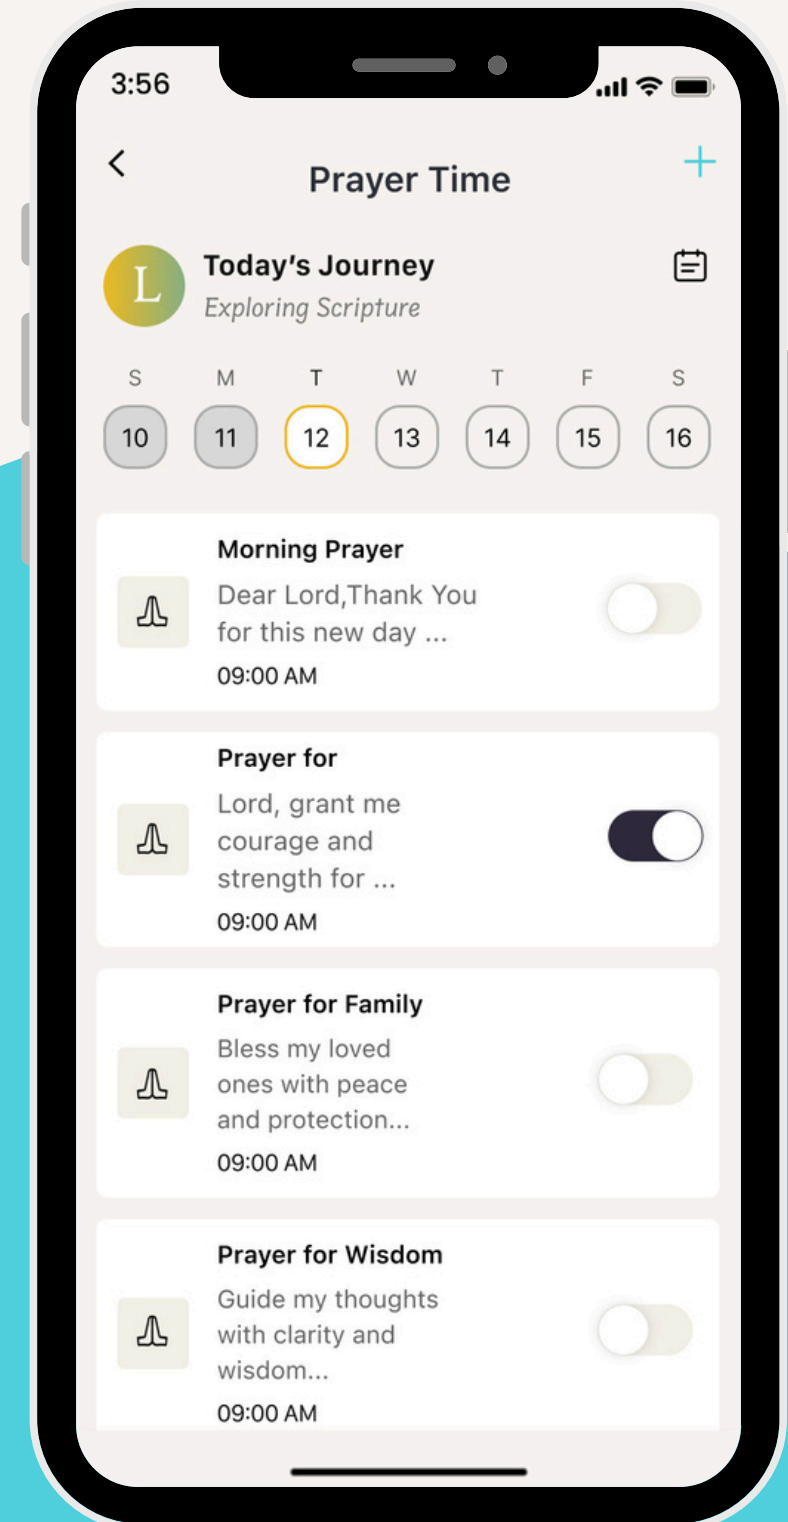 3:56
Prayer Time
L
Today's Journey
Exploring Scripture
S M T W T F S
10 11 12 13 14 15 16
Morning Prayer
Dear Lord,Thank You
for this new day ...
09:00 AM
Prayer for
Lord, grant me
courage and
strength for ...
09:00 AM
Prayer for Family
Bless my loved
ones with peace
and protection...
09:00 AM
Prayer for Wisdom
Guide my thoughts
with clarity and
wisdom...
09:00 AM